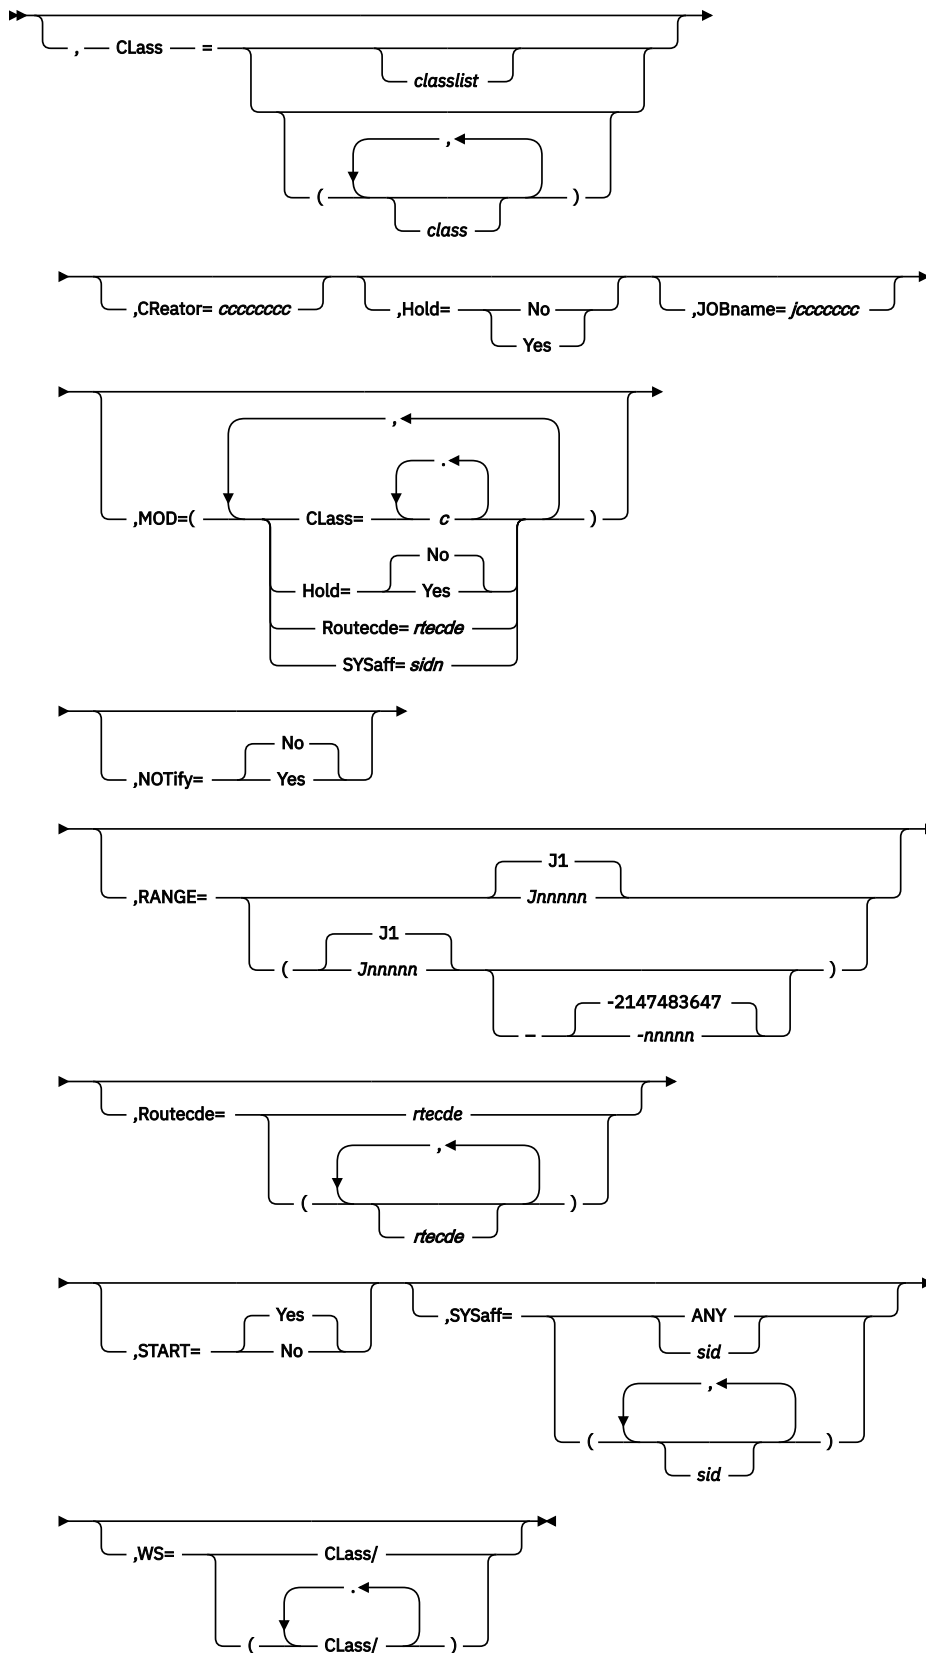 , CLass =
classlist
,
( )
class
,CReator= cccccccc ,Hold= No ,JOBname= jccccccc
Yes
,
.
,MOD=( CLass= c )
No
Hold= Yes
Routecde= rtecde
SYSaff= sidn
No
,NOTify= Yes
J1
,RANGE= Jnnnnn
J1
( Jnnnnn )
-2147483647
– -nnnnn
,Routecde= rtecde
,
( )
rtecde
Yes ,SYSaff= ANY
,START= No sid
,
( )
sid
,WS= CLass/
.
( CLass/ )